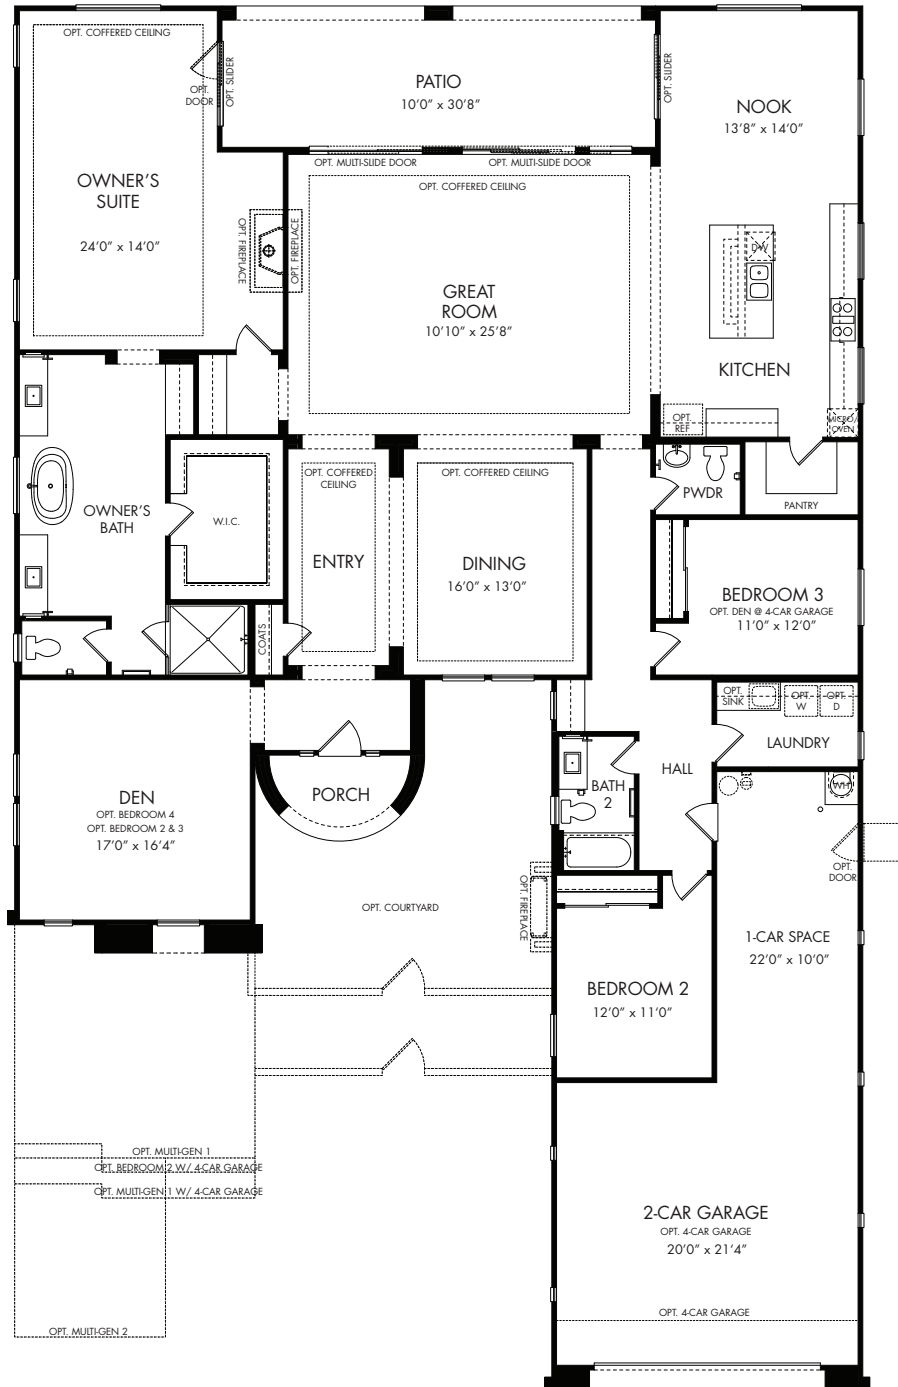 OPT. COFFERED CEILING
OPT.
DOOR
OPT. SLIDER
PATIO
10'0" x 30'8"
OPT. SLIDER
NOOK
13'8" x 14'0"
OPT. MULTI-SLIDE DOOR
OPT. MULTI-SLIDE DOOR
OWNER'S
SUITE
24'0" x 14'0"
OPT. FIREPLACE
OPT. FIREPLACE
OPT. COFFERED CEILING
GREAT
ROOM
10'10" x 25'8"
DW
KITCHEN
OPT.
REF
MICRO/
OVEN
OWNER'S
BATH
W.I.C.
OPT. COFFERED
CEILING
ENTRY
OPT. COFFERED CEILING
DINING
16'0" x 13'0"
PWDR
PANTRY
BEDROOM 3
OPT. DEN @ 4-CAR GARAGE
11'0" x 12'0"
COATS
OPT.
SINK
OPT.
W
OPT.
D
LAUNDRY
DEN
OPT. BEDROOM 4
OPT. BEDROOM 2 & 3
17'0" x 16'4"
PORCH
BATH
2
HALL
WH
OPT.
DOOR
OPT. COURTYARD
OPT. FIREPLACE
1-CAR SPACE
22'0" x 10'0"
BEDROOM 2
12'0" x 11'0"
OPT. MULTI-GEN 1
OPT. BEDROOM 2 W/ 4-CAR GARAGE
OPT. MULTI-GEN 1 W/ 4-CAR GARAGE
2-CAR GARAGE
OPT. 4-CAR GARAGE
20'0" x 21'4"
OPT. 4-CAR GARAGE
OPT. MULTI-GEN 2